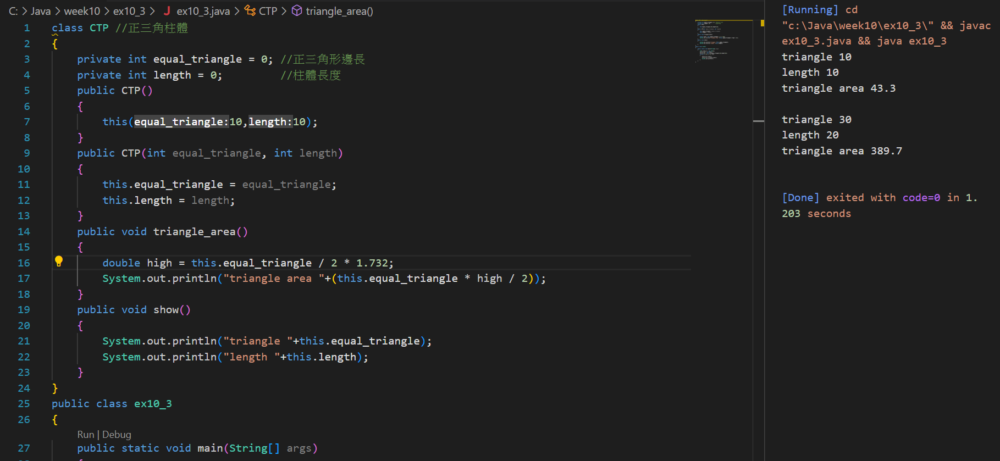 C: > Java > week10 > ex10_3 > J ex10_3.java > CTP > triangle_area()
1 class CTP //正三角柱體
2 {
3 private int equal_triangle = 0; //正三角形邊長
4 private int length = 0; //柱體長度
5 public CTP()
6 {
7 this(equal_triangle:10,length:10);
8 }
9 public CTP(int equal_triangle, int length)
10 {
11 this.equal_triangle = equal_triangle;
12 this.length = length;
13 }
14 public void triangle_area()
15 {
16 double high = this.equal_triangle / 2 * 1.732;
17 System.out.println("triangle area "+(this.equal_triangle * high / 2));
18 }
19 public void show()
20 {
21 System.out.println("triangle "+this.equal_triangle);
22 System.out.println("length "+this.length);
23 }
24 }
25 public class ex10_3
26 {
Run | Debug
27 public static void main(String[] args)
[Running] cd
"c:\Java\week10\ex10_3\" && javac
ex10_3.java && java ex10_3
triangle 10
length 10
triangle area 43.3
triangle 30
length 20
triangle area 389.7
[Done] exited with code=0 in 1.
203 seconds